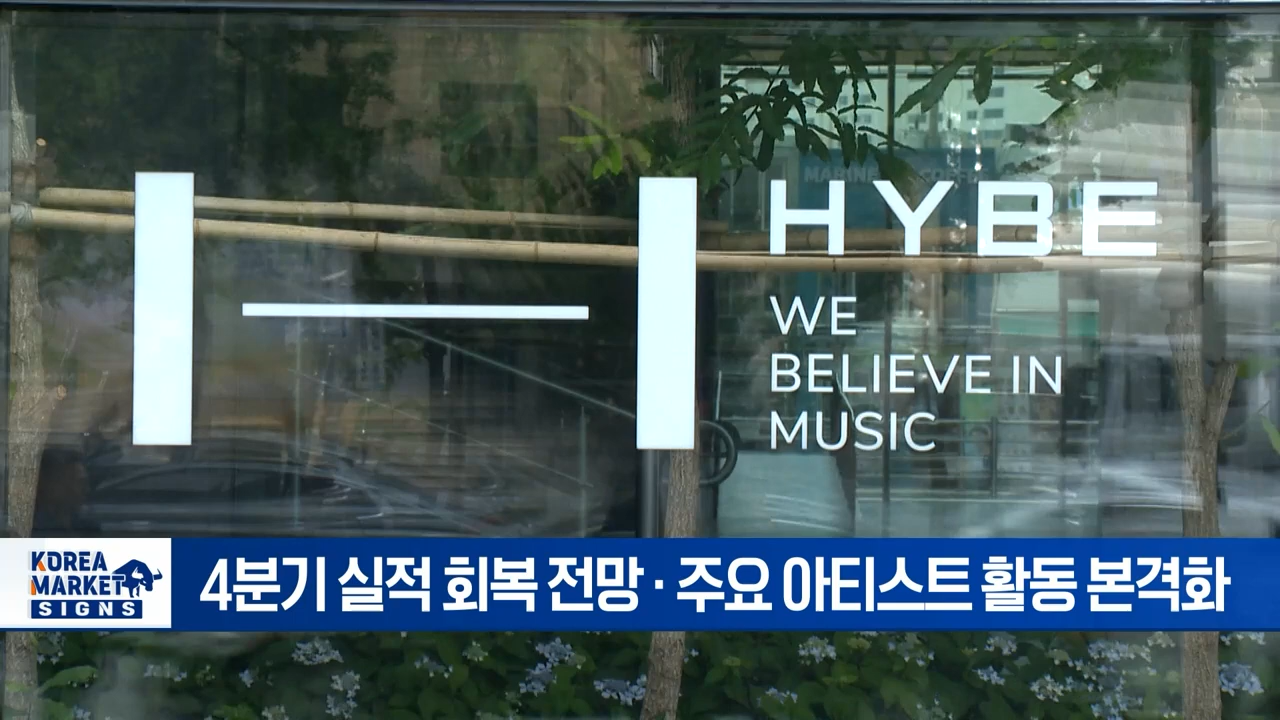 HYBE
WE
BELIEVE IN
MUSIC
KOREA
MARKET
SIGNS
4분기 실적 회복 전망 · 주요 아티스트 활동 본격화